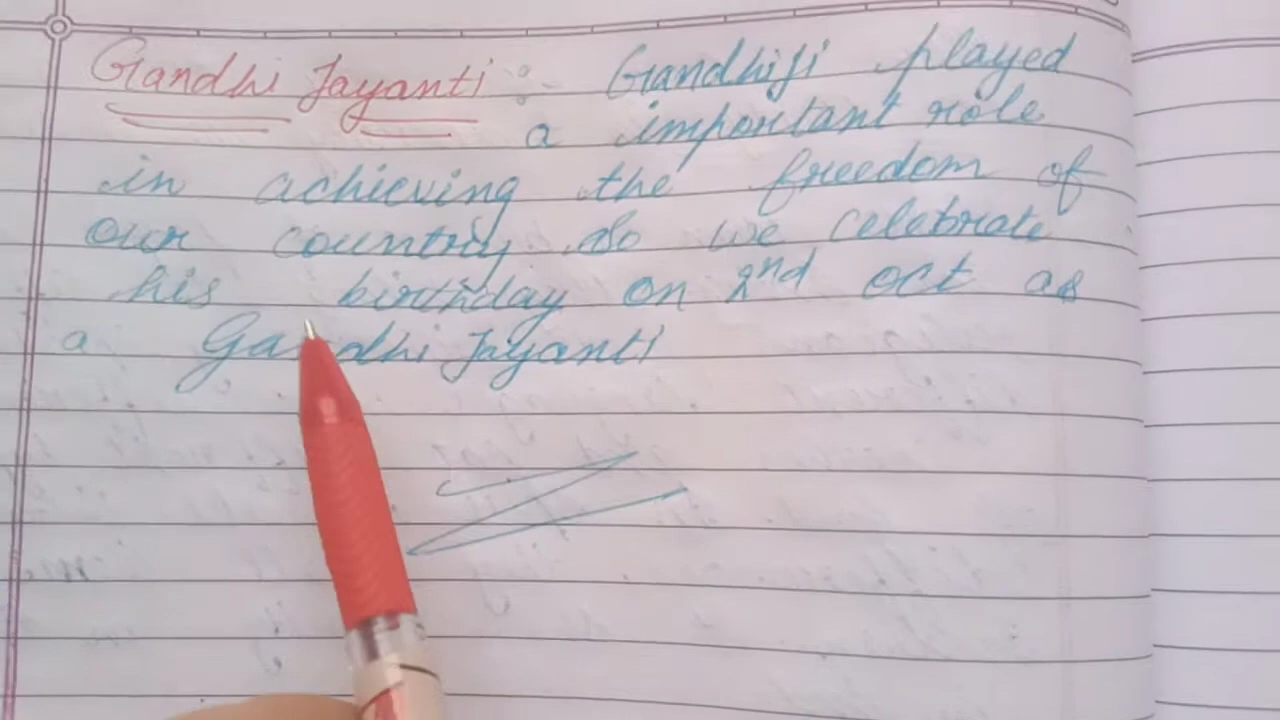 Gandhi Jayanti :- Gandhiji played
a important role
in achieving the freedom of
our country. So we celebrate
his birthday on 2nd oct as
a Gandhi Jayanti